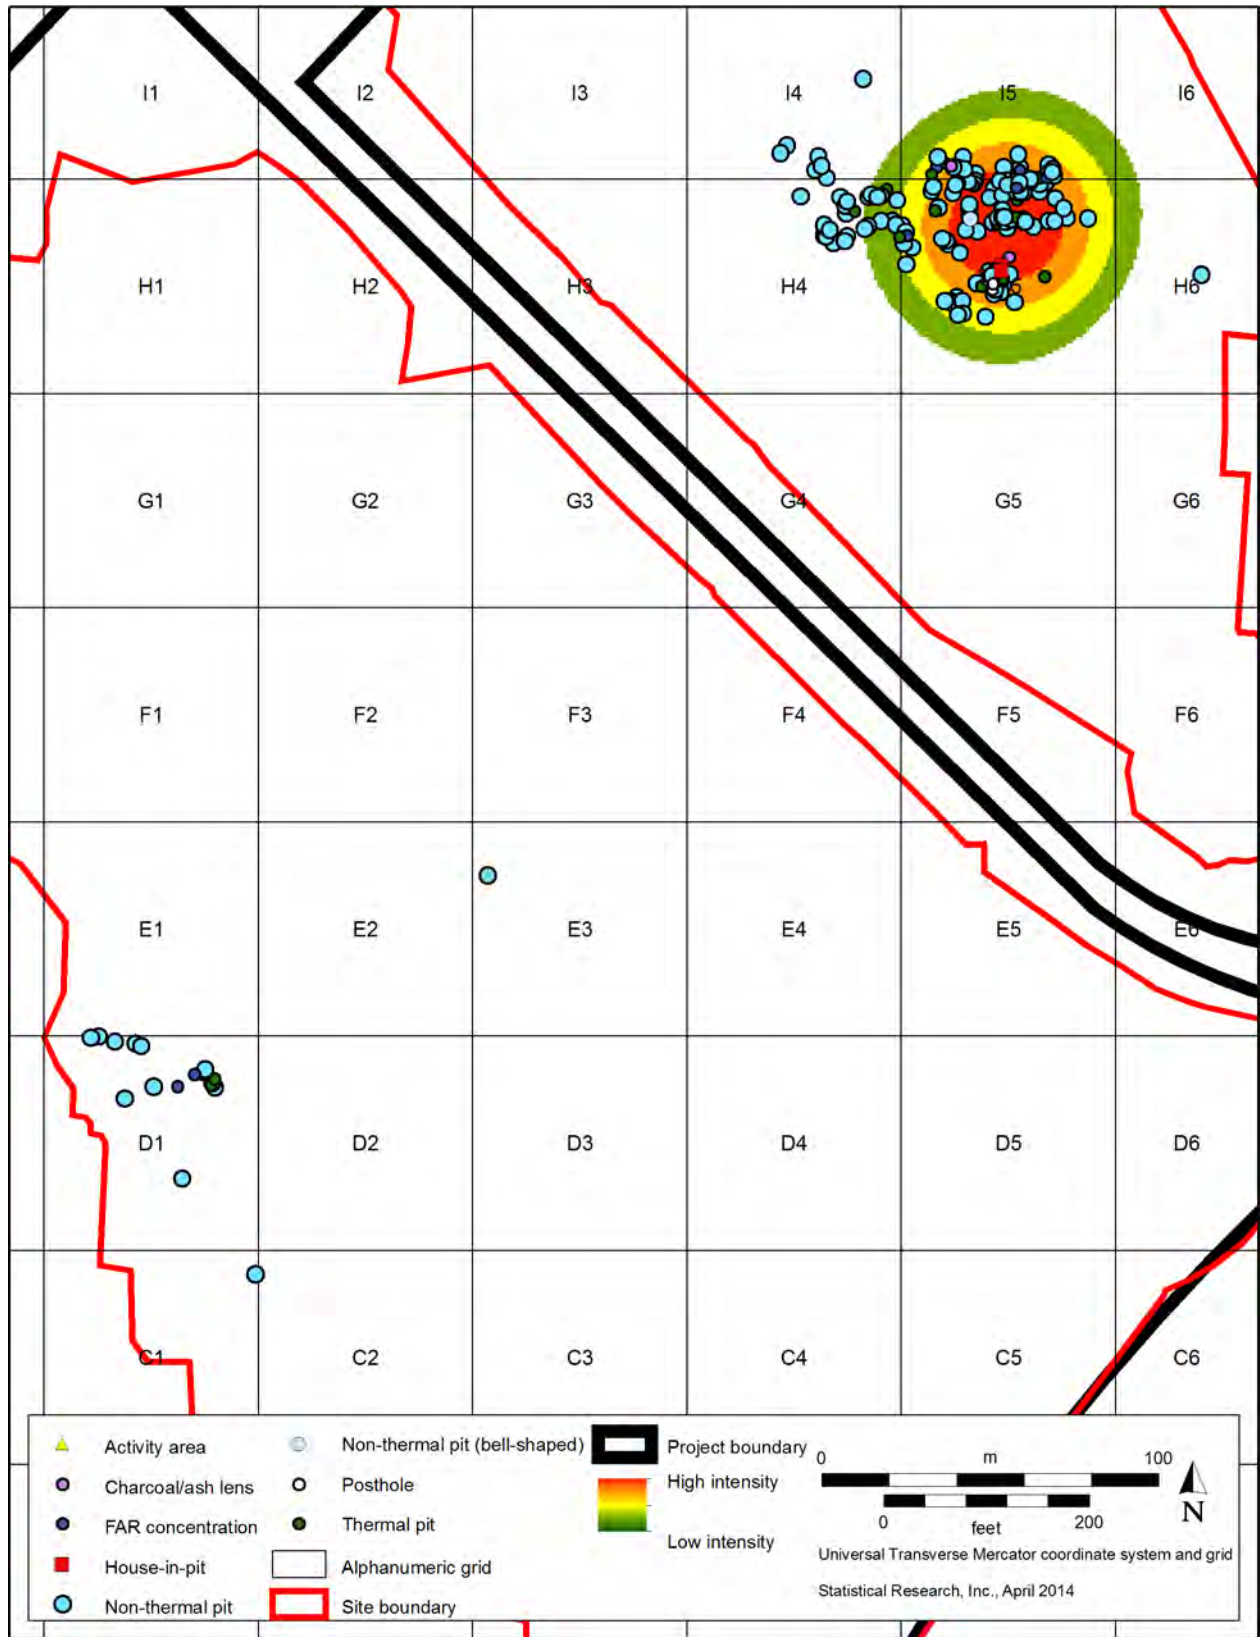 I1 I2 I3 I4 I5 I6
H1 H2 H3 H4 H6
G1 G2 G3 G4 G5 G6
F1 F2 F3 F4 F5 F6
E1 E2 E3 E4 E5 E6
D1 D2 D3 D4 D5 D6
C1 C2 C3 C4 C5 C6
Activity area
Charcoal/ash lens
FAR concentration
House-in-pit
Non-thermal pit
Non-thermal pit (bell-shaped)
Posthole
Thermal pit
Alphanumeric grid
Site boundary
Project boundary
High intensity
Low intensity
0 m 100
0 feet 200
N
Universal Transverse Mercator coordinate system and grid
Statistical Research, Inc., April 2014